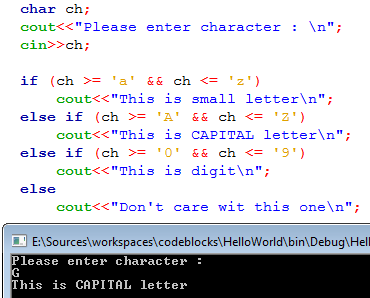 char ch;
cout<<"Please enter character : \n";
cin>>ch;
if (ch >= 'a' && ch <= 'z')
cout<<"This is small letter\n";
else if (ch >= 'A' && ch <= 'Z')
cout<<"This is CAPITAL letter\n";
else if (ch >= '0' && ch <= '9')
cout<<"This is digit\n";
else
cout<<"Don't care wit this one\n";
E:\Sources\workspaces\codeblocks\HelloWorld\bin\Debug\Hell
Please enter character :
G
This is CAPITAL letter